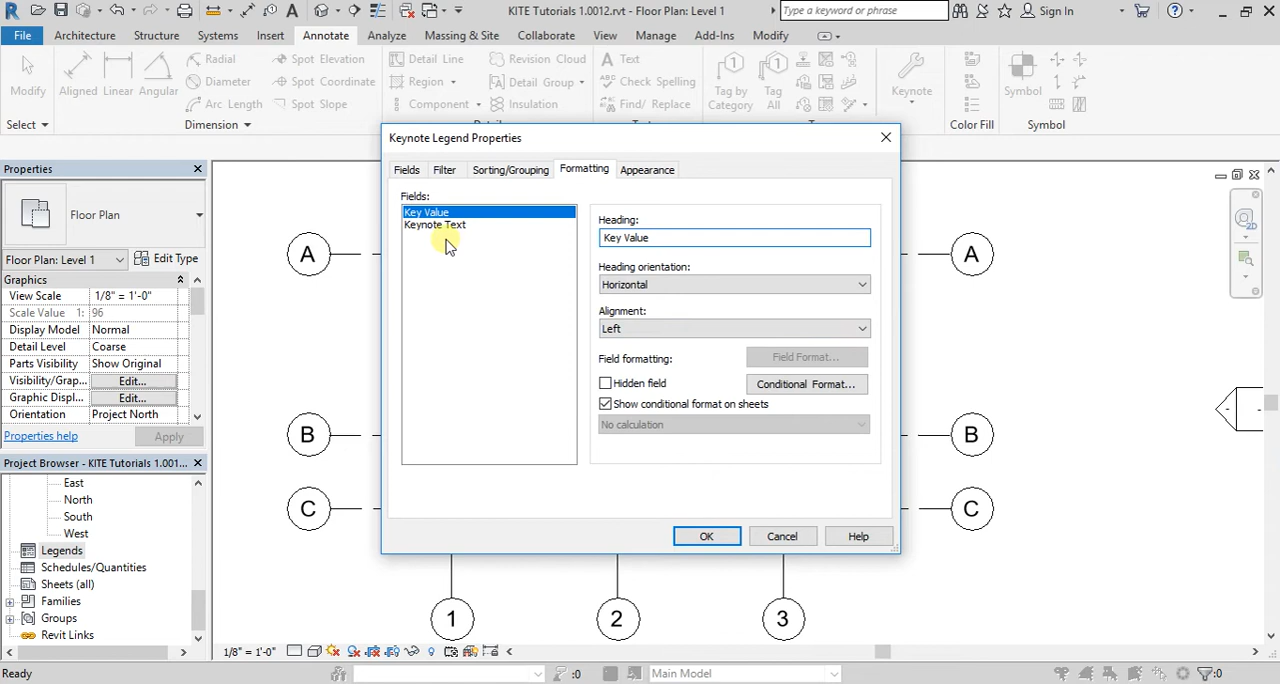 KITE Tutorials 1.0012.rvt - Floor Plan: Level 1
Type a keyword or phrase
Sign In
File Architecture Structure Systems Insert Annotate Analyze Massing & Site Collaborate View Manage Add-Ins Modify
Modify
Select
Aligned Linear Angular
Radial
Diameter
Arc Length
Spot Elevation
Spot Coordinate
Spot Slope
Dimension
Detail Line
Region
Component
Revision Cloud
Detail Group
Insulation
Text
Check Spelling
Find/ Replace
Tag by Category
Tag All
Keynote
Color Fill
Symbol
Symbol
Properties
Floor Plan
Floor Plan: Level 1
Edit Type
Graphics
View Scale 1/8" = 1'-0"
Scale Value 1: 96
Display Model Normal
Detail Level Coarse
Parts Visibility Show Original
Visibility/Grap... Edit...
Graphic Displ... Edit...
Orientation Project North
Properties help Apply
Project Browser - KITE Tutorials 1.001...
East
North
South
West
Legends
Schedules/Quantities
Sheets (all)
Families
Groups
Revit Links
Keynote Legend Properties
Fields Filter Sorting/Grouping Formatting Appearance
Fields:
Key Value
Keynote Text
Heading:
Key Value
Heading orientation:
Horizontal
Alignment:
Left
Field formatting: Field Format...
Hidden field Conditional Format...
Show conditional format on sheets
No calculation
OK Cancel Help
A A
B B
C C
1 2 3
1/8" = 1'-0"
Ready
:0
Main Model
:0